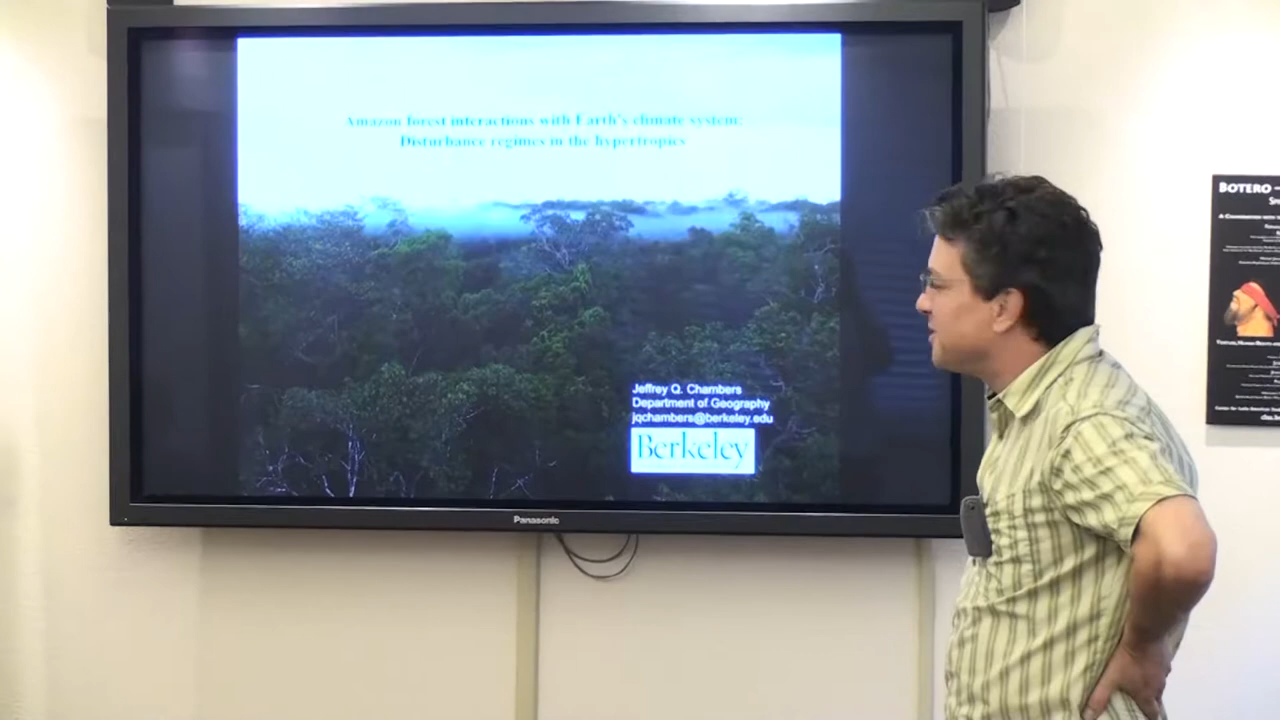 Amazon forest interactions with Earth's climate system:
Disturbance regimes in the hypertropics
Jeffrey Q. Chambers
Department of Geography
jqchambers@berkeley.edu
Berkeley
Panasonic
BOTERO –